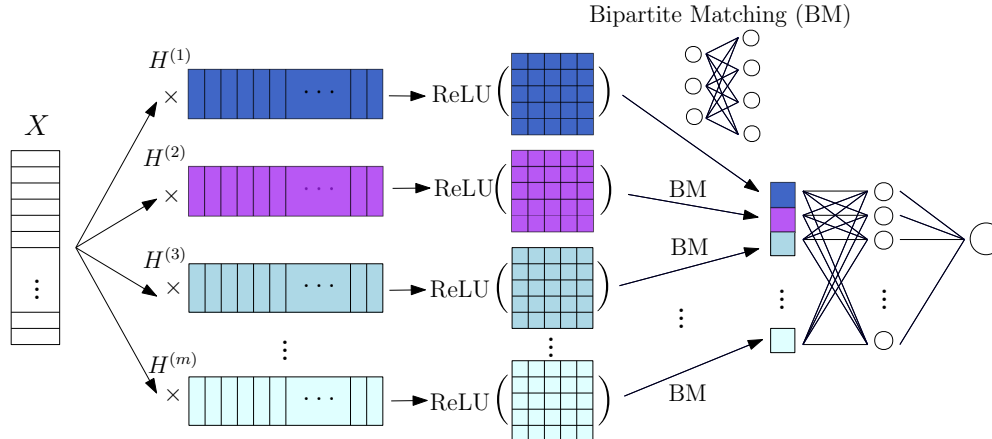 Bipartite Matching (BM)
H^{(1)}
× · · · ReLU ( )
X
H^{(2)}
× · · · ReLU ( ) BM
H^{(3)}
× · · · ReLU ( ) BM
H^{(m)}
× · · · ReLU ( ) BM